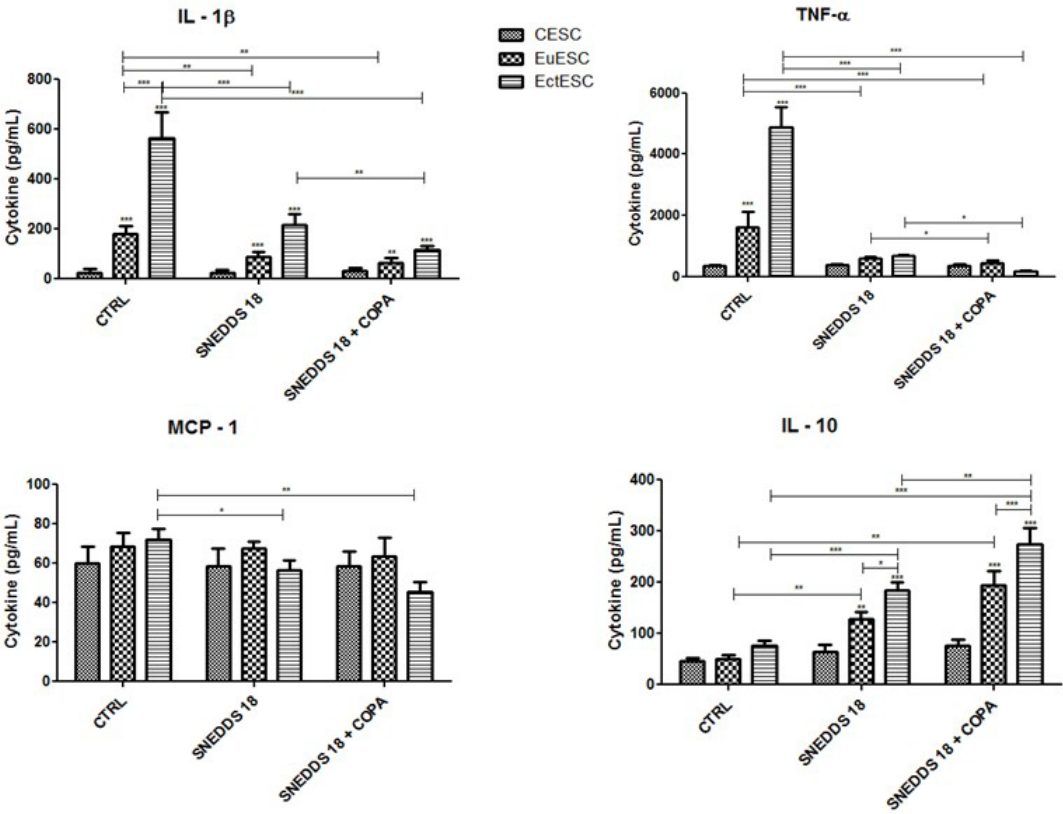 IL - 1β
**
**
***
***
***
***
**
***
***
***
**
***
800
600
400
200
0
Cytokine (pg/mL)
CTRL
SNEDDS 18
SNEDDS 18 + COPA
CESC
EuESC
EctESC
TNF-α
***
***
***
***
***
***
*
*
6000
4000
2000
0
Cytokine (pg/mL)
CTRL
SNEDDS 18
SNEDDS 18 + COPA
MCP - 1
**
*
100
80
60
40
20
0
Cytokine (pg/mL)
CTRL
SNEDDS 18
SNEDDS 18 + COPA
IL - 10
**
***
***
***
**
***
***
*
***
**
**
400
300
200
100
0
Cytokine (pg/mL)
CTRL
SNEDDS 18
SNEDDS 18 + COPA